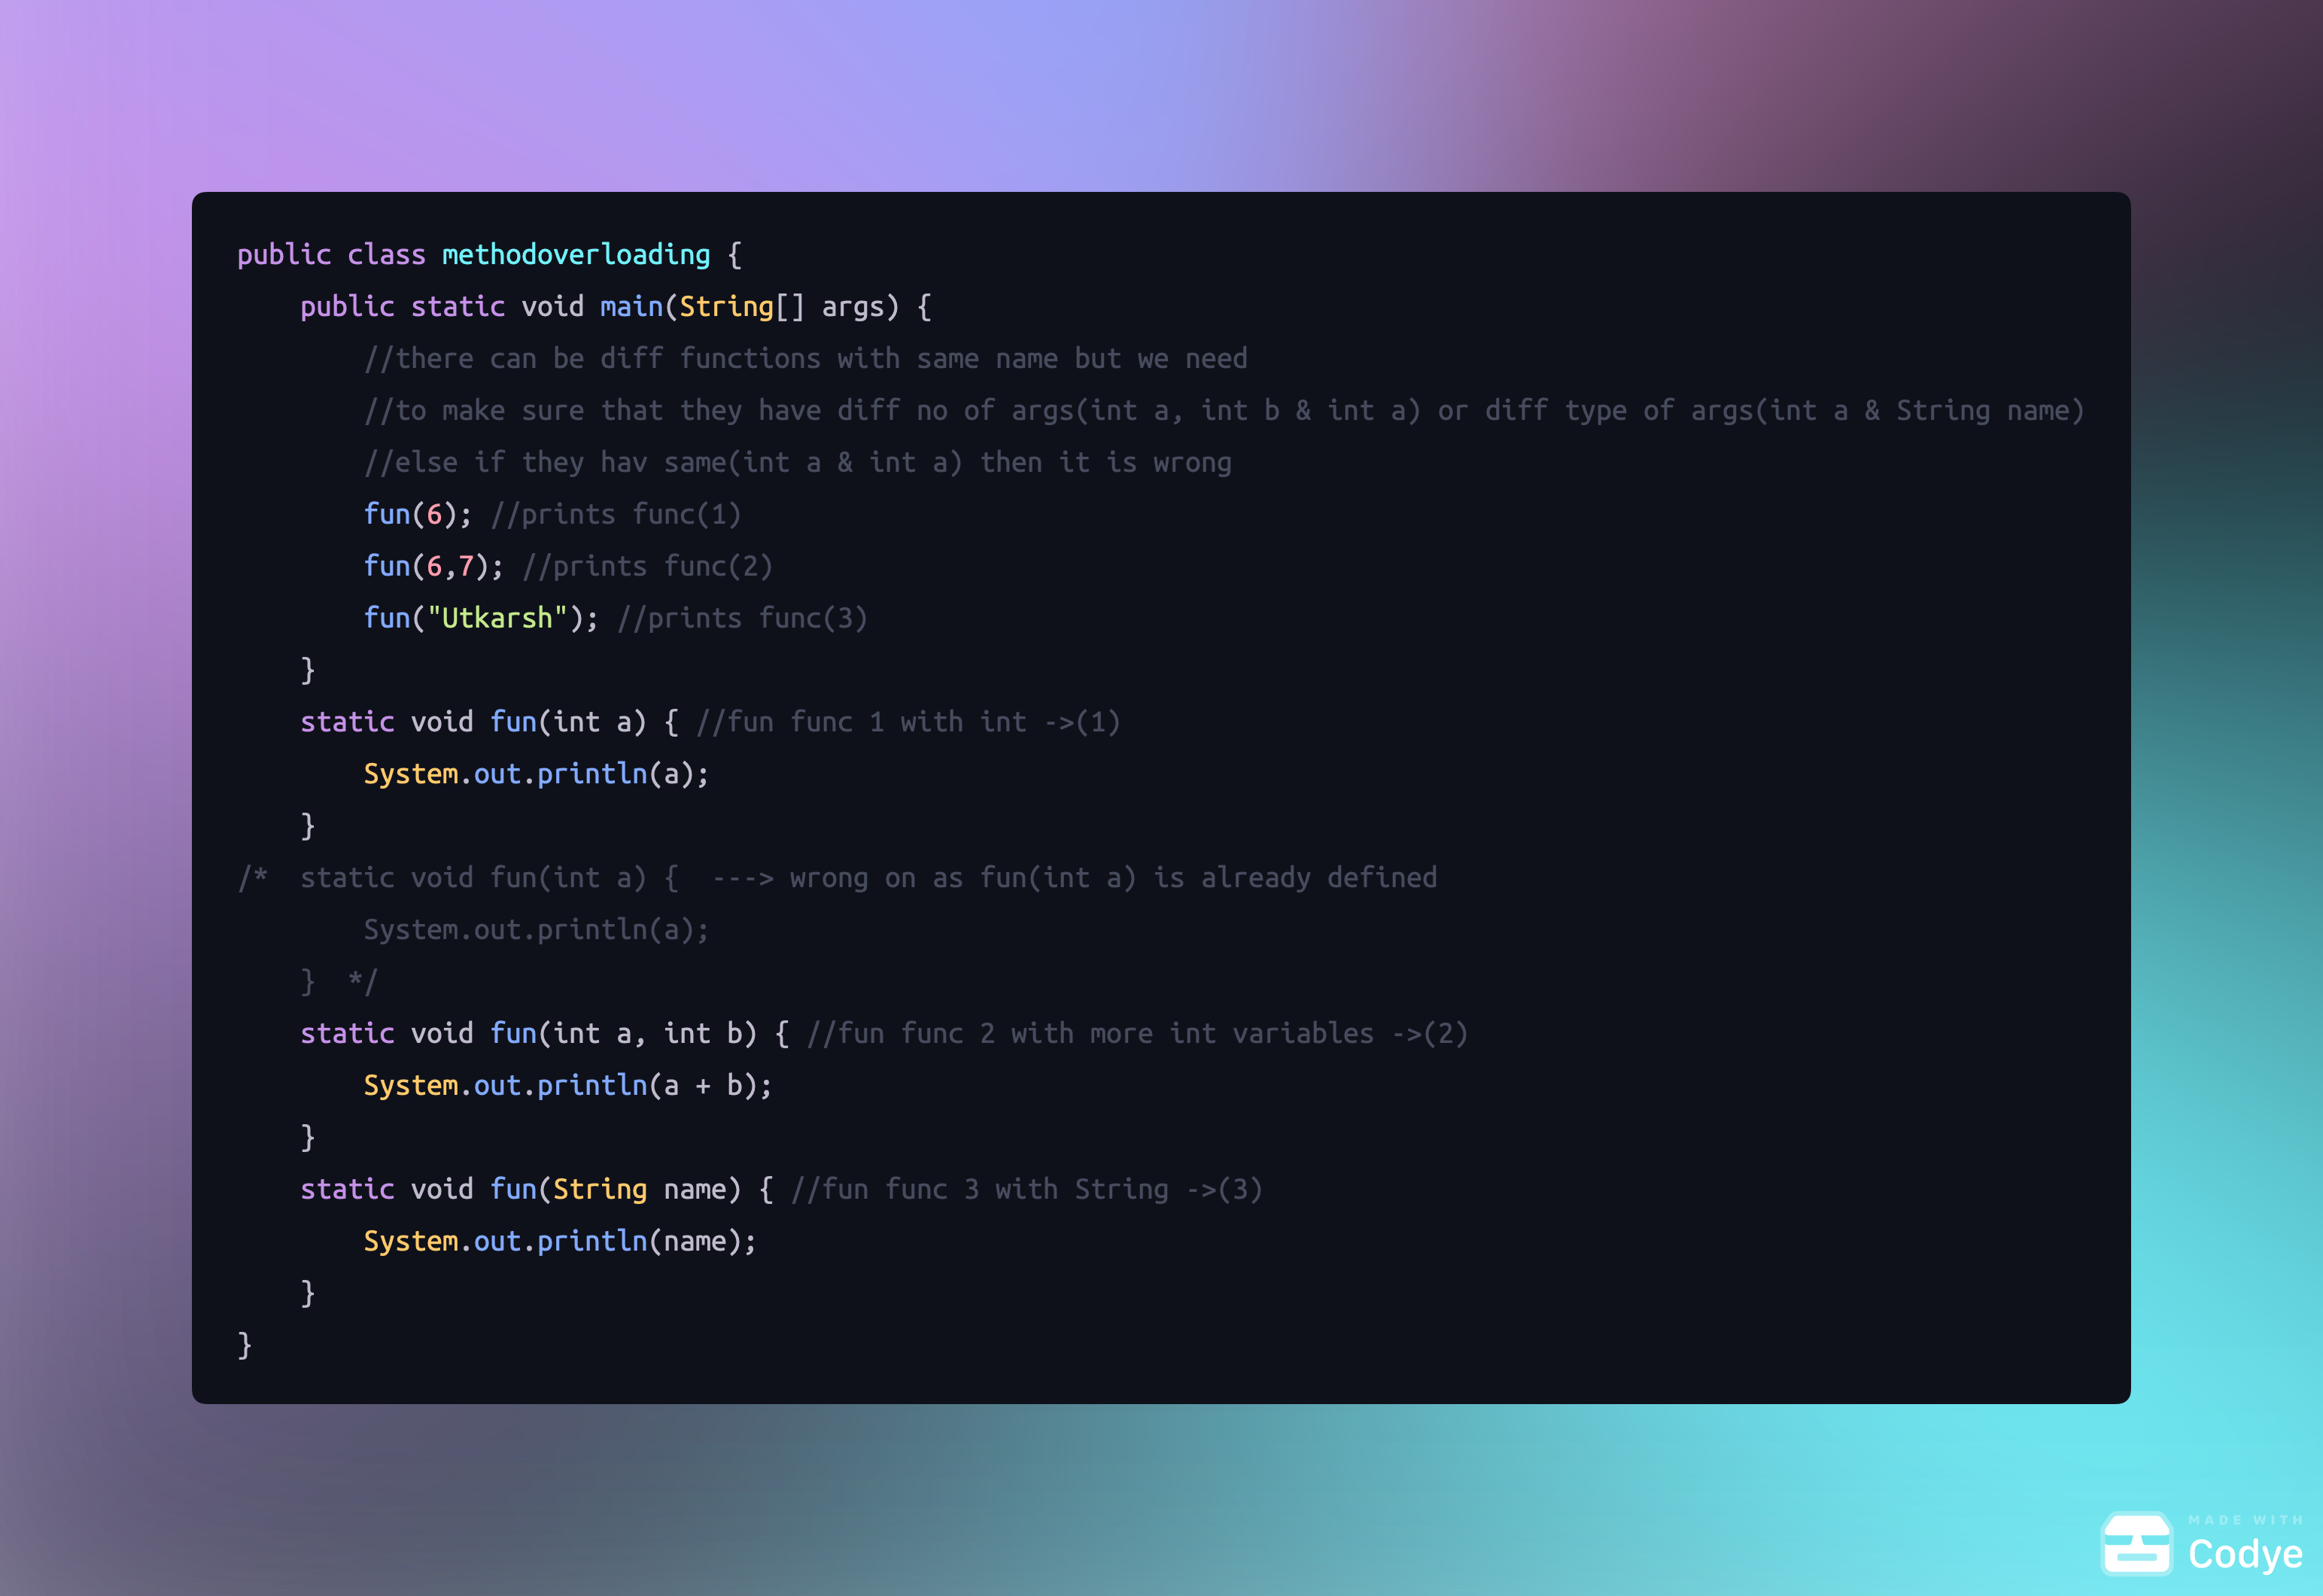 public class methodoverloading {
    public static void main(String[] args) {
        //there can be diff functions with same name but we need
        //to make sure that they have diff no of args(int a, int b & int a) or diff type of args(int a & String name)
        //else if they hav same(int a & int a) then it is wrong
        fun(6); //prints func(1)
        fun(6,7); //prints func(2)
        fun("Utkarsh"); //prints func(3)
    }
    static void fun(int a) { //fun func 1 with int ->(1)
        System.out.println(a);
    }
/*  static void fun(int a) {  ---> wrong on as fun(int a) is already defined
        System.out.println(a);
    }  */
    static void fun(int a, int b) { //fun func 2 with more int variables ->(2)
        System.out.println(a + b);
    }
    static void fun(String name) { //fun func 3 with String ->(3)
        System.out.println(name);
    }
}
MADE WITH
Codye